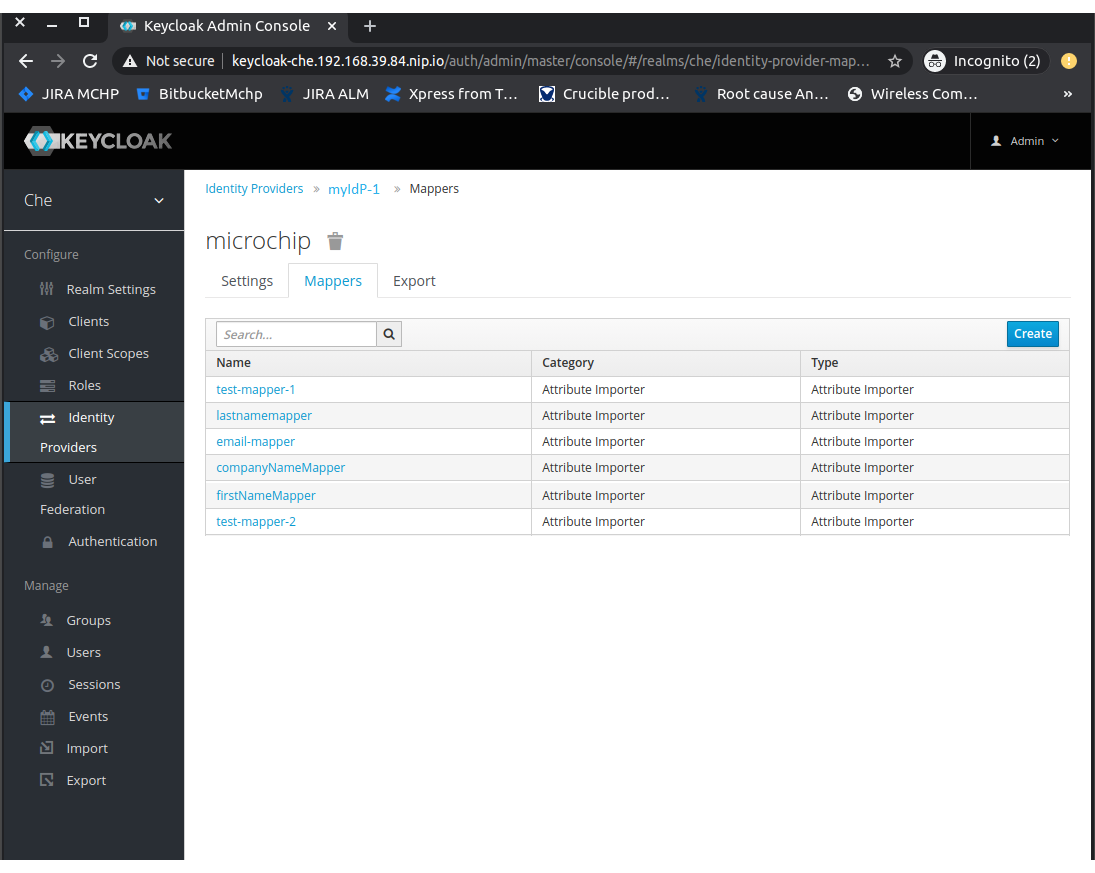 Keycloak Admin Console
Not secure | keycloak-che.192.168.39.84.nip.io/auth/admin/master/console/#/realms/che/identity-provider-map... Incognito (2)
JIRA MCHP BitbucketMchp JIRA ALM Xpress from T... Crucible prod... Root cause An... Wireless Com... »
KEYCLOAK Admin
Che
Identity Providers » myIdP-1 » Mappers
microchip
Settings Mappers Export
Search... Create
Name Category Type
test-mapper-1 Attribute Importer Attribute Importer
lastnamemapper Attribute Importer Attribute Importer
email-mapper Attribute Importer Attribute Importer
companyNameMapper Attribute Importer Attribute Importer
firstNameMapper Attribute Importer Attribute Importer
test-mapper-2 Attribute Importer Attribute Importer
Configure
Realm Settings
Clients
Client Scopes
Roles
Identity
Providers
User
Federation
Authentication
Manage
Groups
Users
Sessions
Events
Import
Export